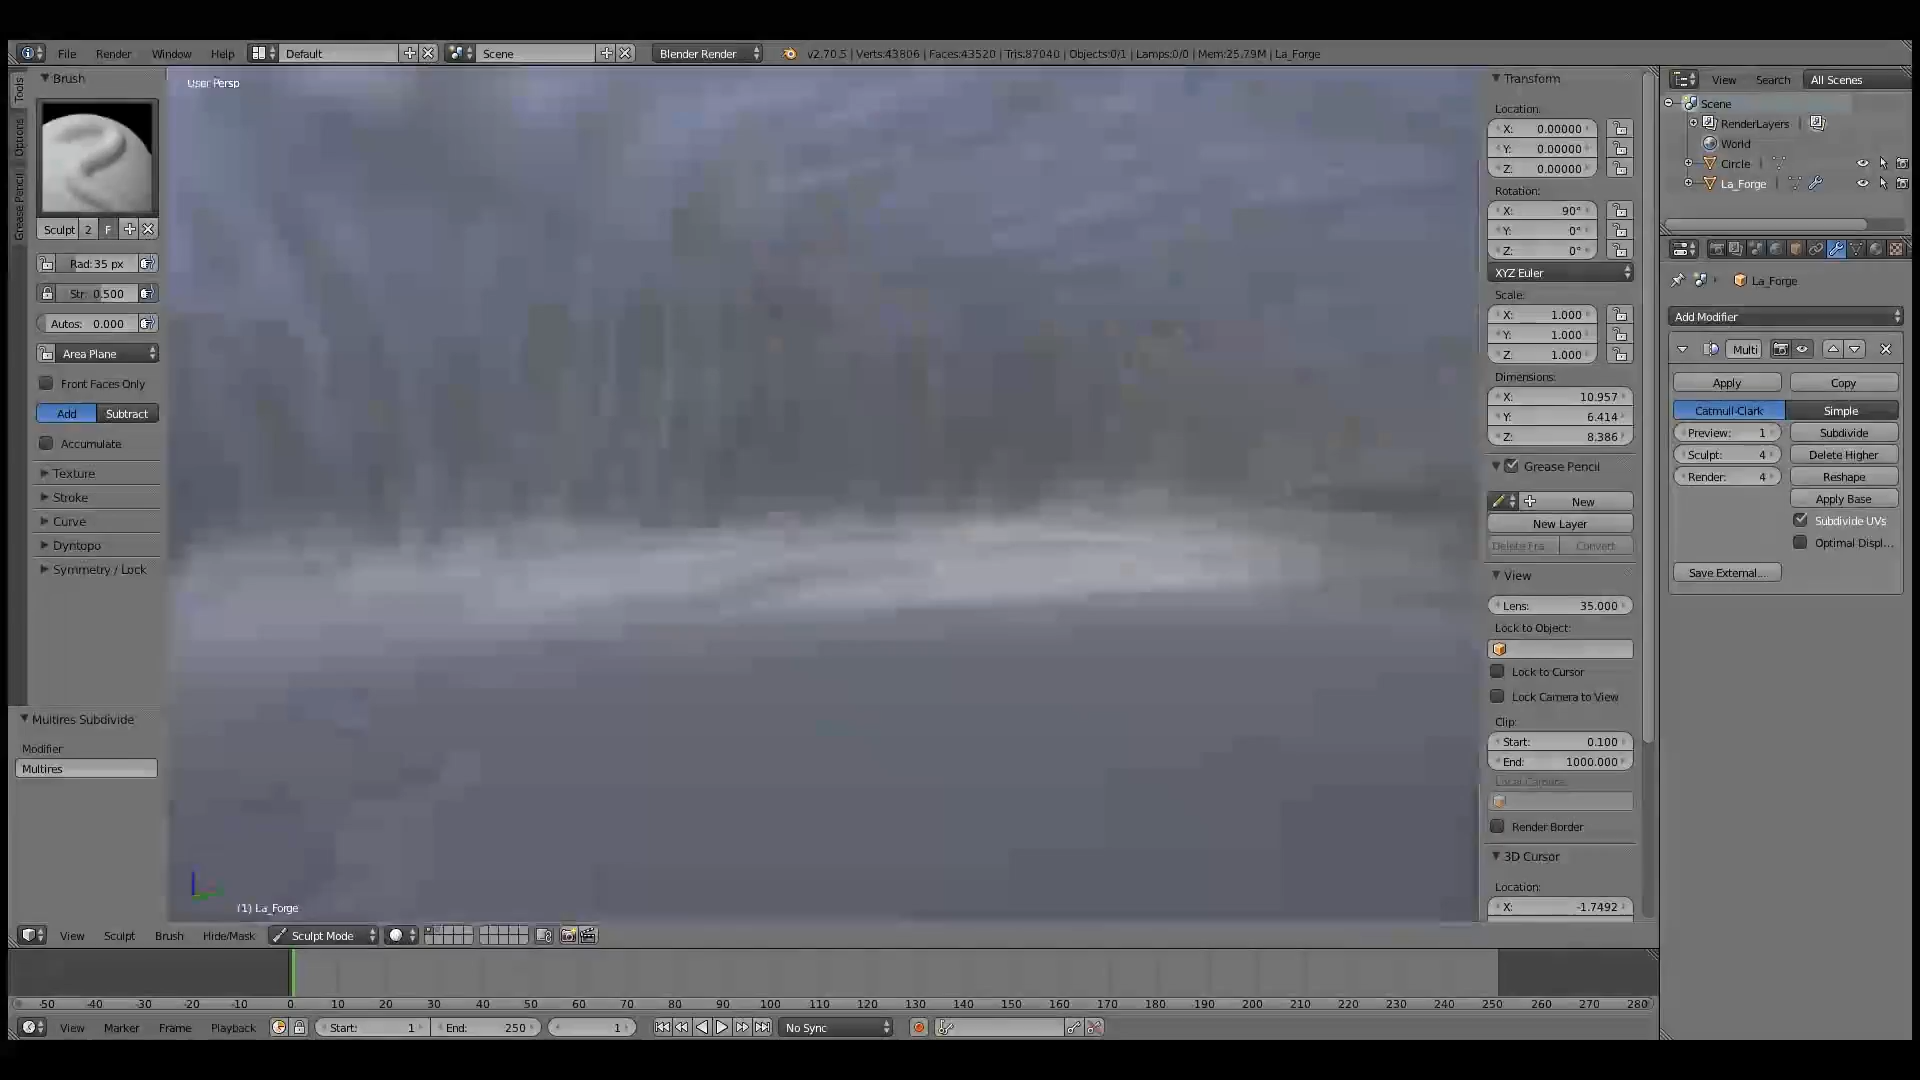 File Render Window Help Default Scene Blender Render v2.70.5 | Verts:43806 | Faces:43520 | Tris:87040 | Objects:0/1 | Lamps:0/0 | Mem:25.79M | La_Forge
Tools
Options
Grease Pencil
Brush
Sculpt 2 F
Rad: 35 px
Str: 0.500
Autos: 0.000
Area Plane
Front Faces Only
Add Subtract
Accumulate
Texture
Stroke
Curve
Dyntopo
Symmetry / Lock
Multires Subdivide
Modifier
Multires
User Persp
(1) La_Forge
Transform
Location:
X: 0.00000
Y: 0.00000
Z: 0.00000
Rotation:
X: 90°
Y: 0°
Z: 0°
XYZ Euler
Scale:
X: 1.000
Y: 1.000
Z: 1.000
Dimensions:
X: 10.957
Y: 6.414
Z: 8.386
Grease Pencil
New
New Layer
Delete Fra Convert
View
Lens: 35.000
Lock to Object:
Lock to Cursor
Lock Camera to View
Clip:
Start: 0.100
End: 1000.000
Local Camera:
Render Border
3D Cursor
Location:
X: -1.7492
View Search All Scenes
Scene
RenderLayers |
World
Circle |
La_Forge |
La_Forge
Add Modifier
Multi
Apply Copy
Catmull-Clark Simple
Preview: 1 Subdivide
Sculpt: 4 Delete Higher
Render: 4 Reshape
Apply Base
Subdivide UVs
Optimal Displ...
Save External...
View Sculpt Brush Hide/Mask Sculpt Mode
-50 -40 -30 -20 -10 0 10 20 30 40 50 60 70 80 90 100 110 120 130 140 150 160 170 180 190 200 210 220 230 240 250 260 270 280
View Marker Frame Playback Start: 1 End: 250 1 No Sync